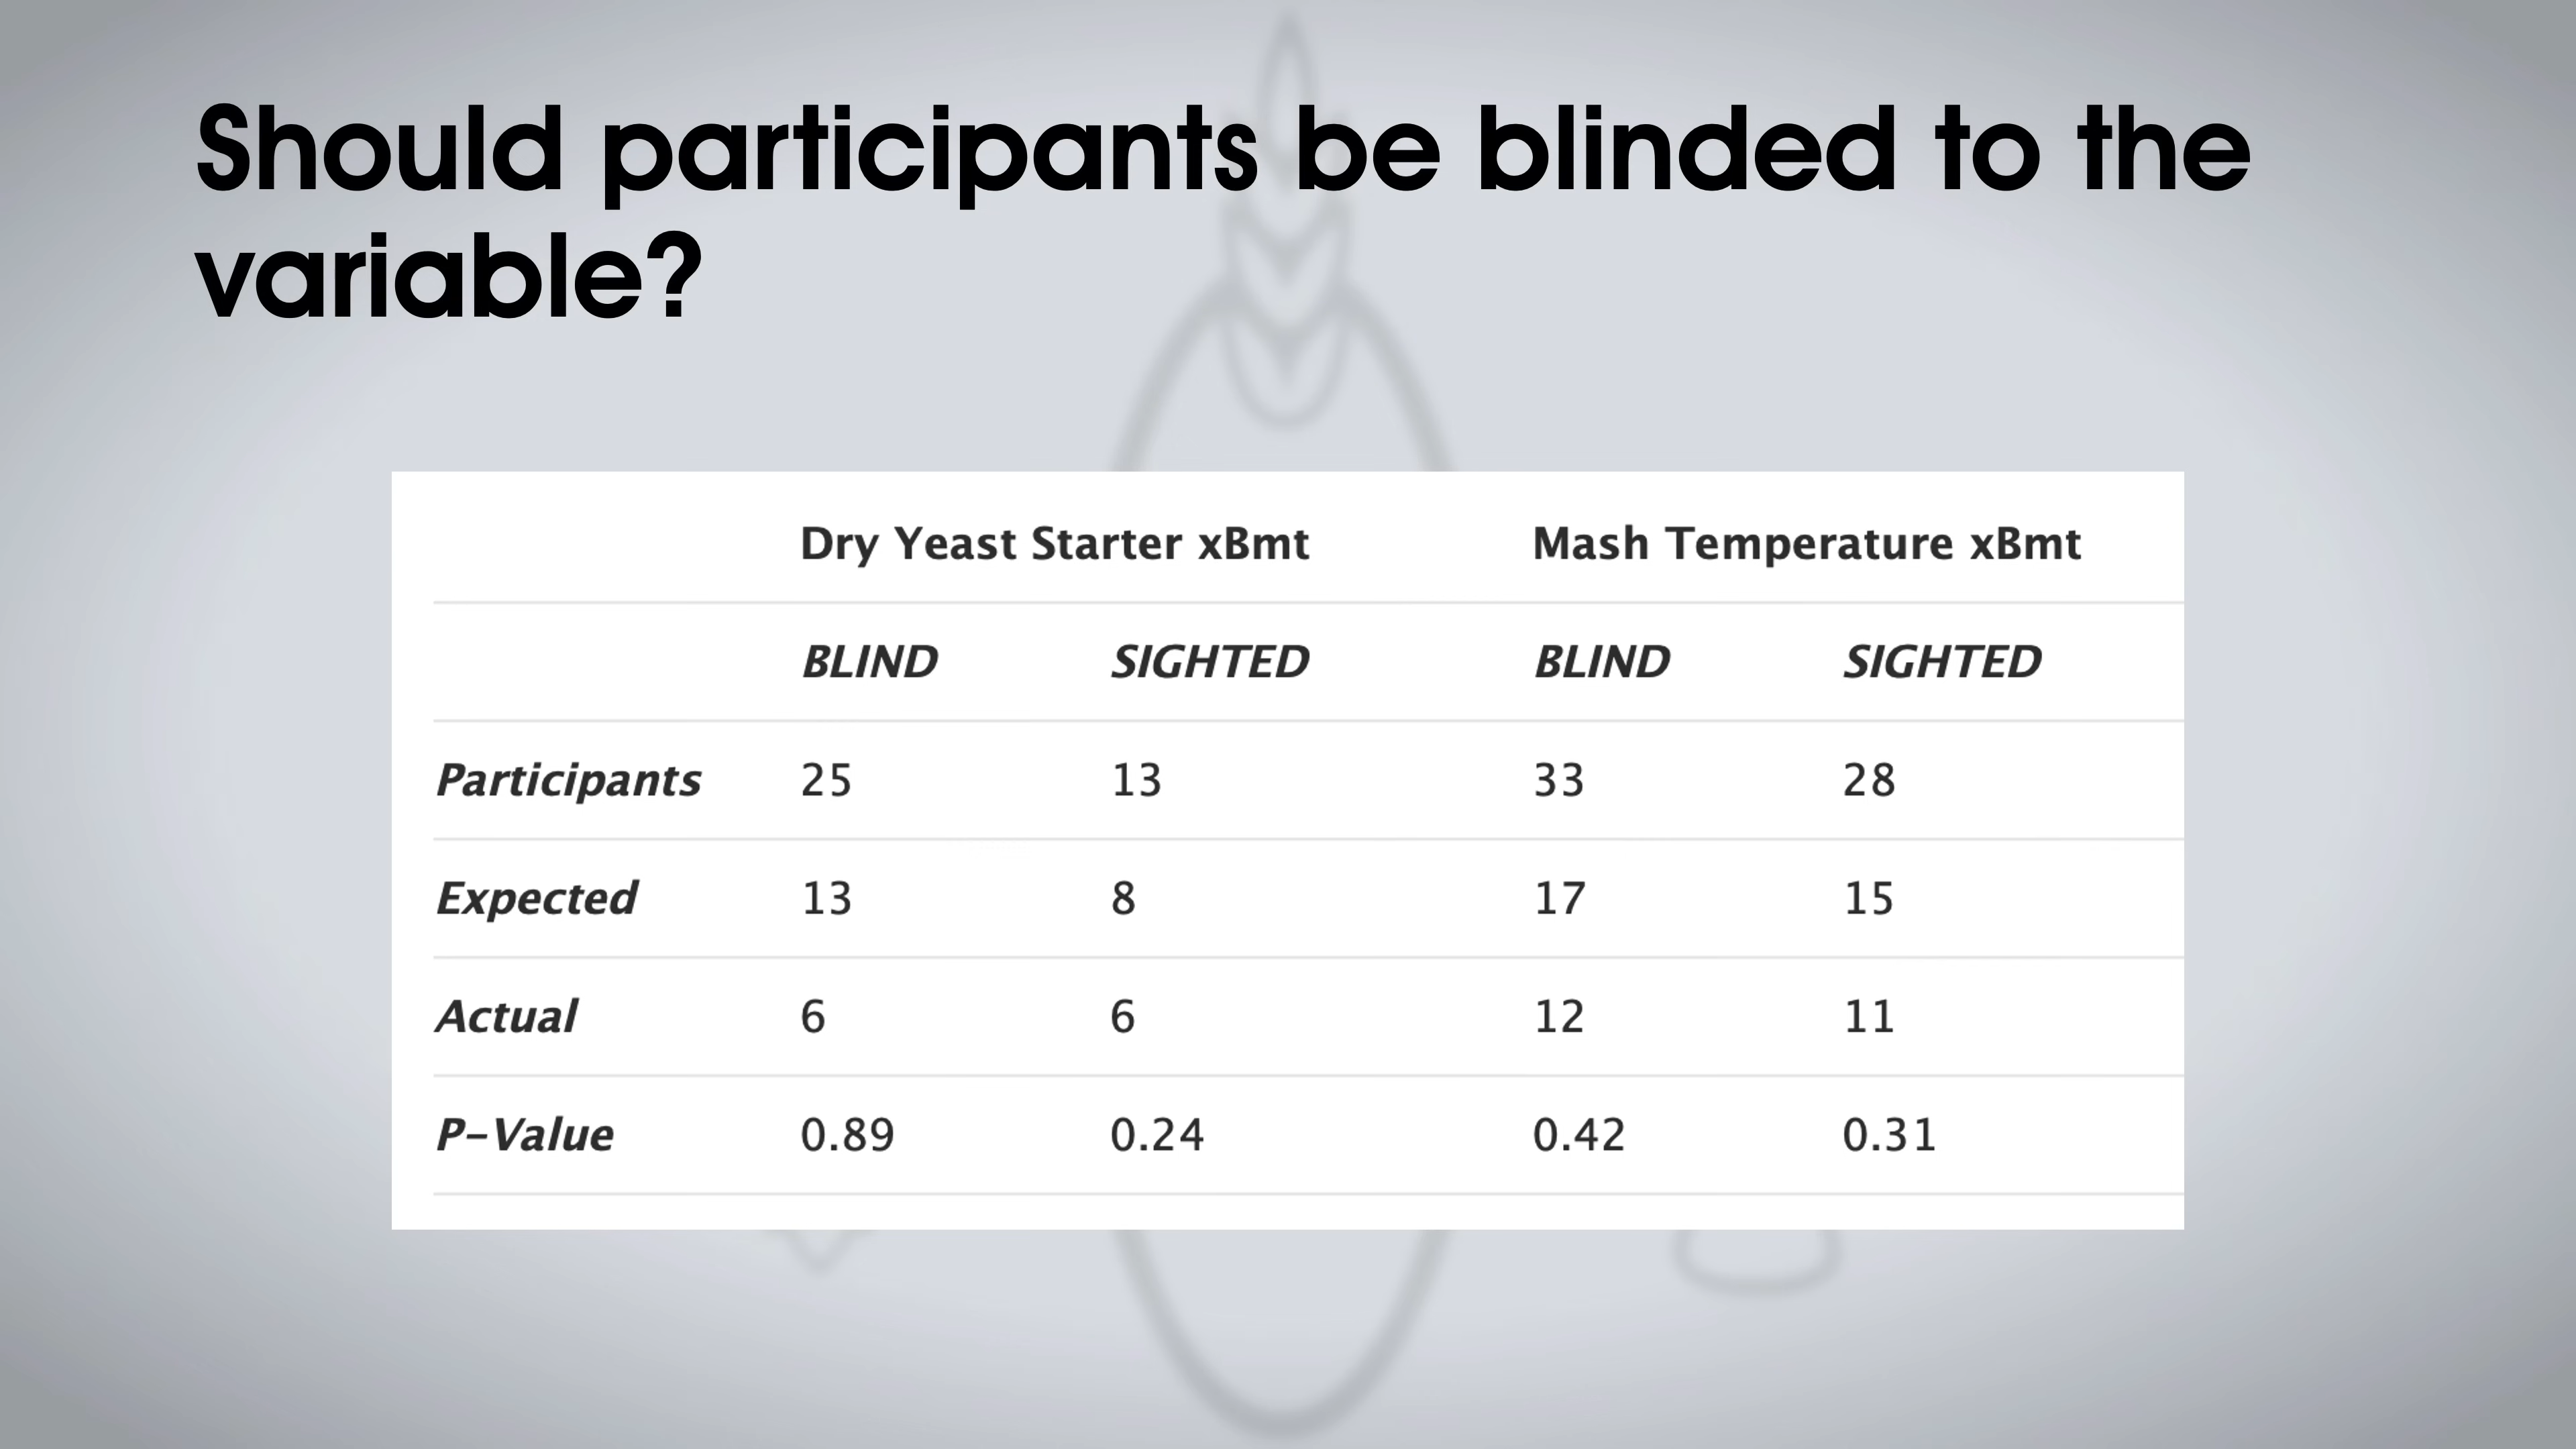 Should participants be blinded to the
variable?
Dry Yeast Starter xBmt Mash Temperature xBmt
BLIND SIGHTED BLIND SIGHTED
Participants 25 13 33 28
Expected 13 8 17 15
Actual 6 6 12 11
P-Value 0.89 0.24 0.42 0.31